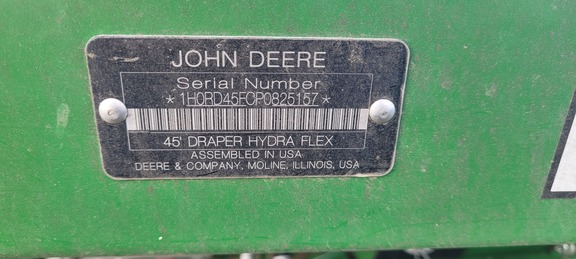 JOHN DEERE
Serial Number
*1H0RD45FCP0825157*
45' DRAPER HYDRA FLEX
ASSEMBLED IN USA
DEERE & COMPANY, MOLINE, ILLINOIS, USA